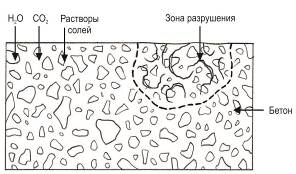 H₂O CO₂ Растворы солей
Зона разрушения
Бетон